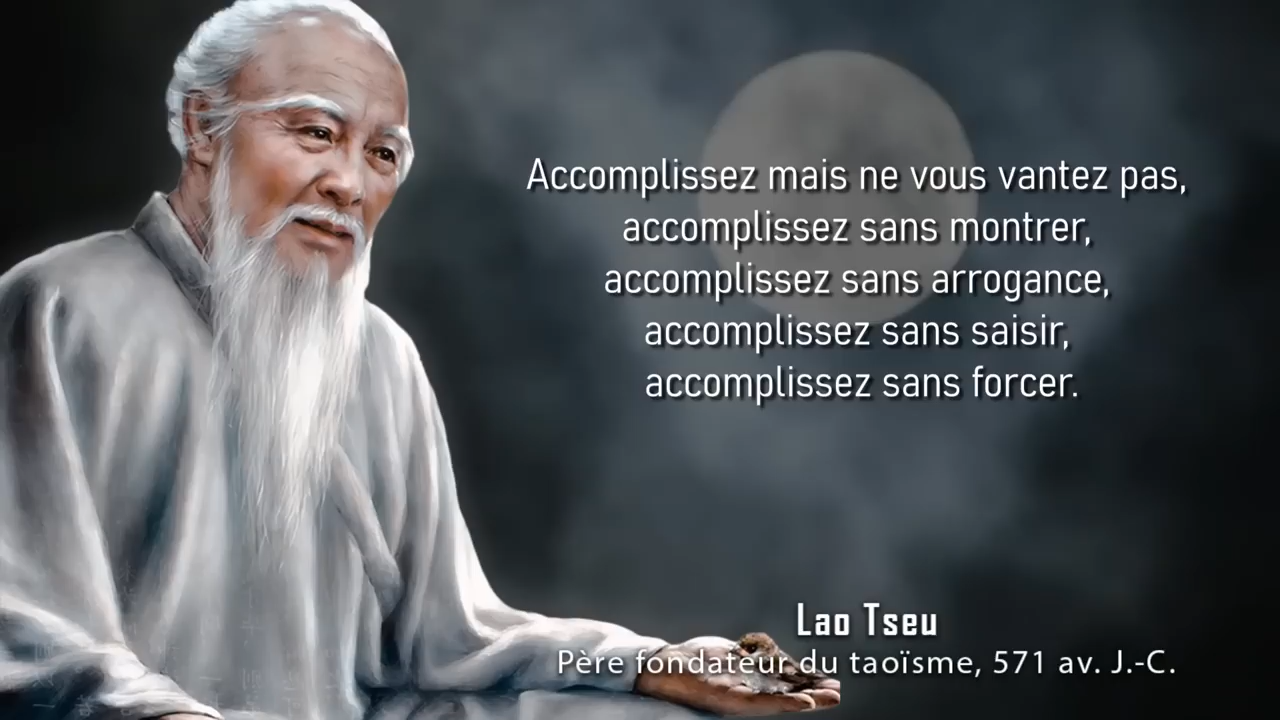 Accomplissez mais ne vous vantez pas,
accomplissez sans montrer,
accomplissez sans arrogance,
accomplissez sans saisir,
accomplissez sans forcer.
Lao Tseu
Père fondateur du taoïsme, 571 av. J.-C.